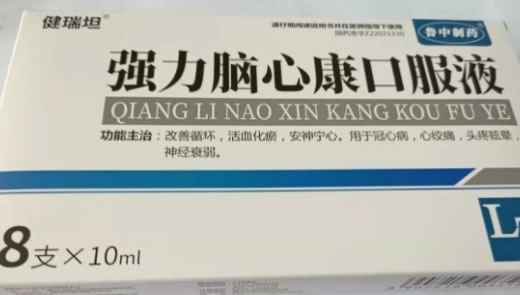 健瑞坦
请仔细阅读说明书并在医师指导下使用
国药准字Z22021330
鲁中制药
强力脑心康口服液
QIANG LI NAO XIN KANG KOU FU YE
功能主治：改善循环，活血化瘀，安神宁心。用于冠心病，心绞痛，头疼眩晕，
神经衰弱。
8支×10ml